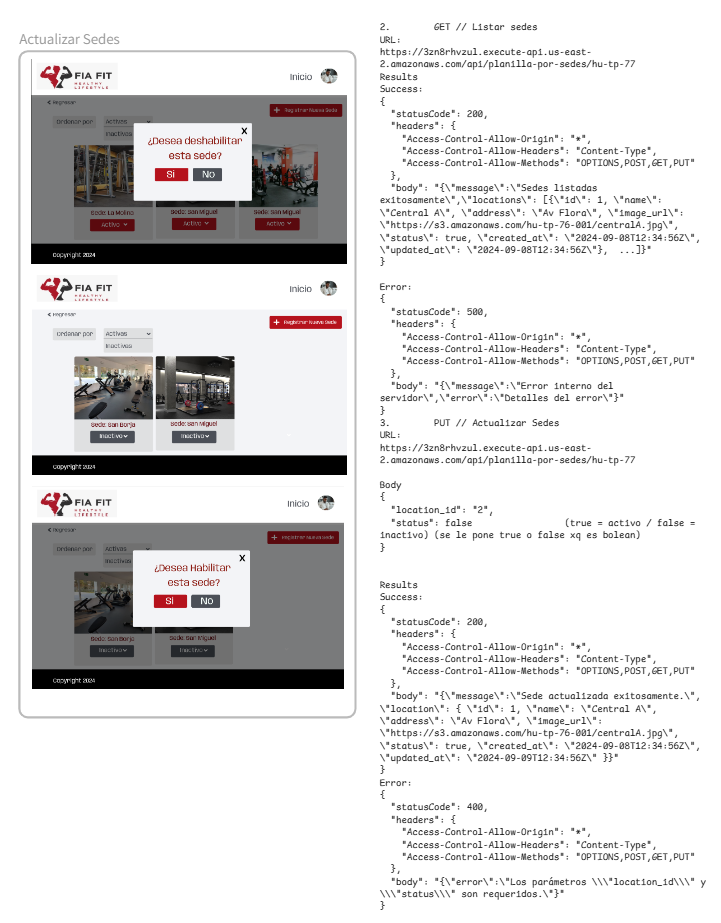 Actualizar Sedes
FIA FIT
HEALTHY
LIFESTYLE
Inicio
< Regresar
+ Registrar Nueva Sede
Ordenar por
Activas
Inactivas
X
¿Desea deshabilitar
esta sede?
Si
No
Sede: La Molina
Sede: San Miguel
Sede: San Miguel
Activo
Activo
Activo
Copyright 2024
FIA FIT
HEALTHY
LIFESTYLE
Inicio
< Regresar
+ Registrar Nueva Sede
Ordenar por
Activas
Inactivas
Sede: San Borja
Sede: San Miguel
Inactivo
Inactivo
Copyright 2024
FIA FIT
HEALTHY
LIFESTYLE
Inicio
< Regresar
+ Registrar Nueva Sede
Ordenar por
Activas
Inactivas
X
¿Desea Habilitar
esta sede?
Si
No
Sede: San Borja
Sede: San Miguel
Inactivo
Inactivo
Copyright 2024
2. GET // Listar sedes
URL:
https://3zn8rhvzul.execute-api.us-east-
2.amazonaws.com/api/planilla-por-sedes/hu-tp-77
Results
Success:
{
"statusCode": 200,
"headers": {
"Access-Control-Allow-Origin": "*",
"Access-Control-Allow-Headers": "Content-Type",
"Access-Control-Allow-Methods": "OPTIONS,POST,GET,PUT"
},
"body": "{\"message\":\"Sedes listadas
exitosamente\",\"locations\": [{\"id\": 1, \"name\":
\"Central A\", \"address\": \"Av Flora\", \"image_url\":
\"https://s3.amazonaws.com/hu-tp-76-001/centralA.jpg\",
\"status\": true, \"created_at\": \"2024-09-08T12:34:56Z\",
\"updated_at\": \"2024-09-08T12:34:56Z\"},  ...]}"
}
Error:
{
"statusCode": 500,
"headers": {
"Access-Control-Allow-Origin": "*",
"Access-Control-Allow-Headers": "Content-Type",
"Access-Control-Allow-Methods": "OPTIONS,POST,GET,PUT"
},
"body": "{\"message\":\"Error interno del
servidor\",\"error\":\"Detalles del error\"}"
}
3. PUT // Actualizar Sedes
URL:
https://3zn8rhvzul.execute-api.us-east-
2.amazonaws.com/api/planilla-por-sedes/hu-tp-77
Body
{
"location_id": "2",
"status": false (true = activo / false =
inactivo) (se le pone true o false xq es bolean)
}
Results
Success:
{
"statusCode": 200,
"headers": {
"Access-Control-Allow-Origin": "*",
"Access-Control-Allow-Headers": "Content-Type",
"Access-Control-Allow-Methods": "OPTIONS,POST,GET,PUT"
},
"body": "{\"message\":\"Sede actualizada exitosamente.\",
\"location\": { \"id\": 1, \"name\": \"Central A\",
\"address\": \"Av Flora\", \"image_url\":
\"https://s3.amazonaws.com/hu-tp-76-001/centralA.jpg\",
\"status\": true, \"created_at\": \"2024-09-08T12:34:56Z\",
\"updated_at\": \"2024-09-09T12:34:56Z\" }}"
}
Error:
{
"statusCode": 400,
"headers": {
"Access-Control-Allow-Origin": "*",
"Access-Control-Allow-Headers": "Content-Type",
"Access-Control-Allow-Methods": "OPTIONS,POST,GET,PUT"
},
"body": "{\"error\":\"Los parámetros \\\"location_id\\\" y
\\\"status\\\" son requeridos.\"}"
}